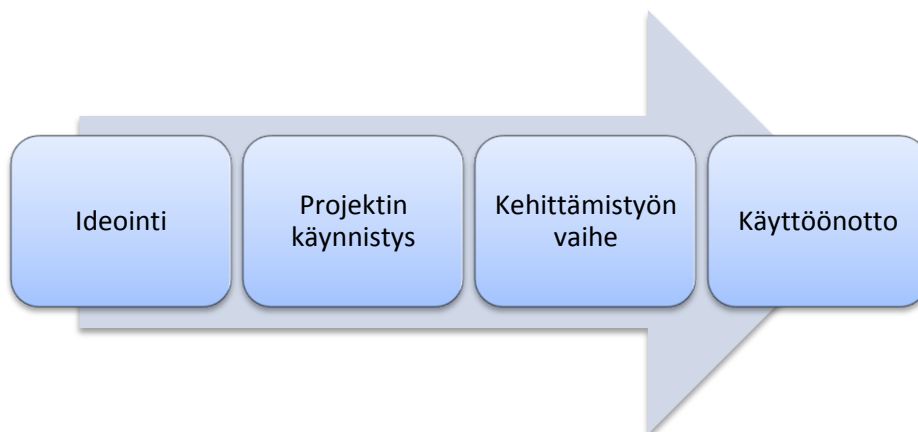 Ideointi
Projektin
käynnistys
Kehittämistyön
vaihe
Käyttöönotto